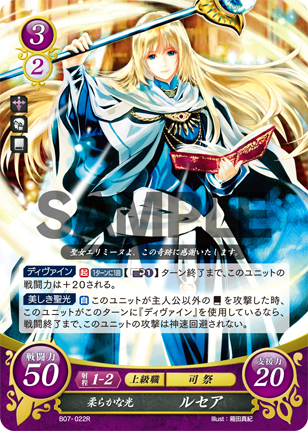 3
2
SAMPLE
聖女エリミーヌよ、この奇跡に感謝いたします。
ディヴァイン 起 1ターンに1回 [1] ターン終了まで、このユニットの
戦闘力は+20される。
美しき聖光 自 このユニットが主人公以外の を攻撃した時、
このユニットがこのターンに『ディヴァイン』を使用しているなら、
戦闘終了まで、このユニットの攻撃は神速回避されない。
戦闘力
50
射程 1-2 上級職 司祭
支援力
20
柔らかな光 ルセア
B07-022R
Illust:箱田真紀